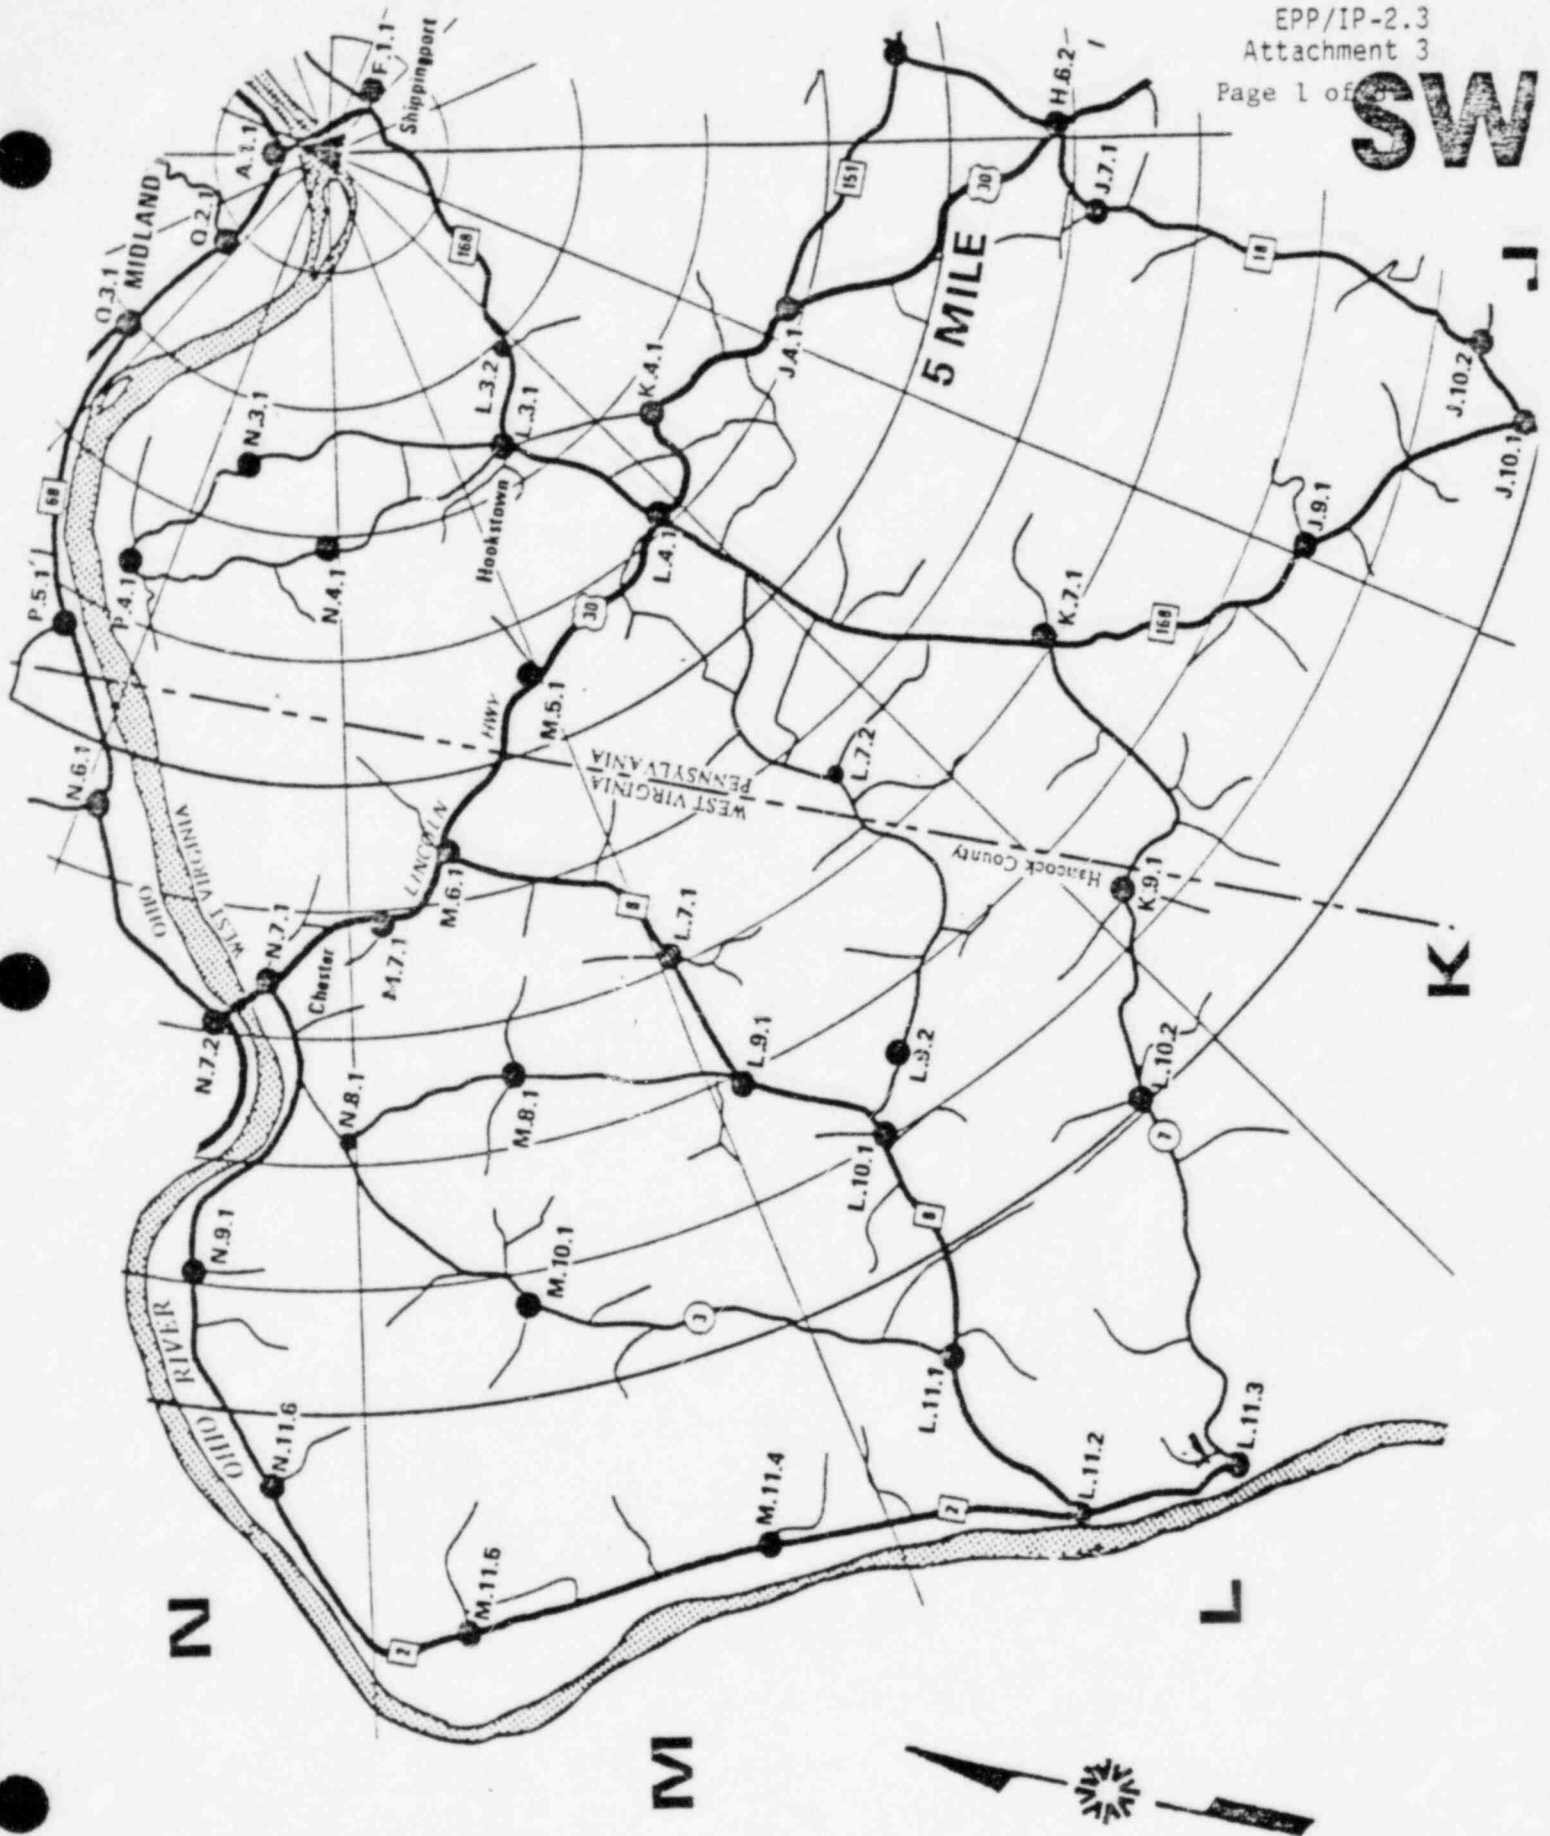 EPP/IP-2.3
Attachment 3
Page 1 of
SW
F.1.1
Shippingport
A.1.1
MIDLAND
Q.2.1
Q.3.1
168
151
30
H.6.2
J.7.1
18
J
5 MILE
J.4.1
K.4.1
L.3.2
L.3.1
N.3.1
68
P.5.1
P.4.1
N.4.1
Hookstown
L.4.1
30
M.5.1
HWY
LINCOLN
J.10.2
J.10.1
J.9.1
K.7.1
168
L.7.2
WEST VIRGINIA
PENNSYLVANIA
Hancock County
K.9.1
K
N.6.1
OHIO
WEST VIRGINIA
N.7.1
Chester
M.7.1
M.6.1
8
L.7.1
N.7.2
N.8.1
M.8.1
L.9.1
L.9.2
L.10.2
7
L.10.1
8
N.9.1
M.10.1
3
OHIO RIVER
N.11.6
L.11.1
L.11.3
L.11.2
2
M.11.4
M.11.6
2
N
M
L